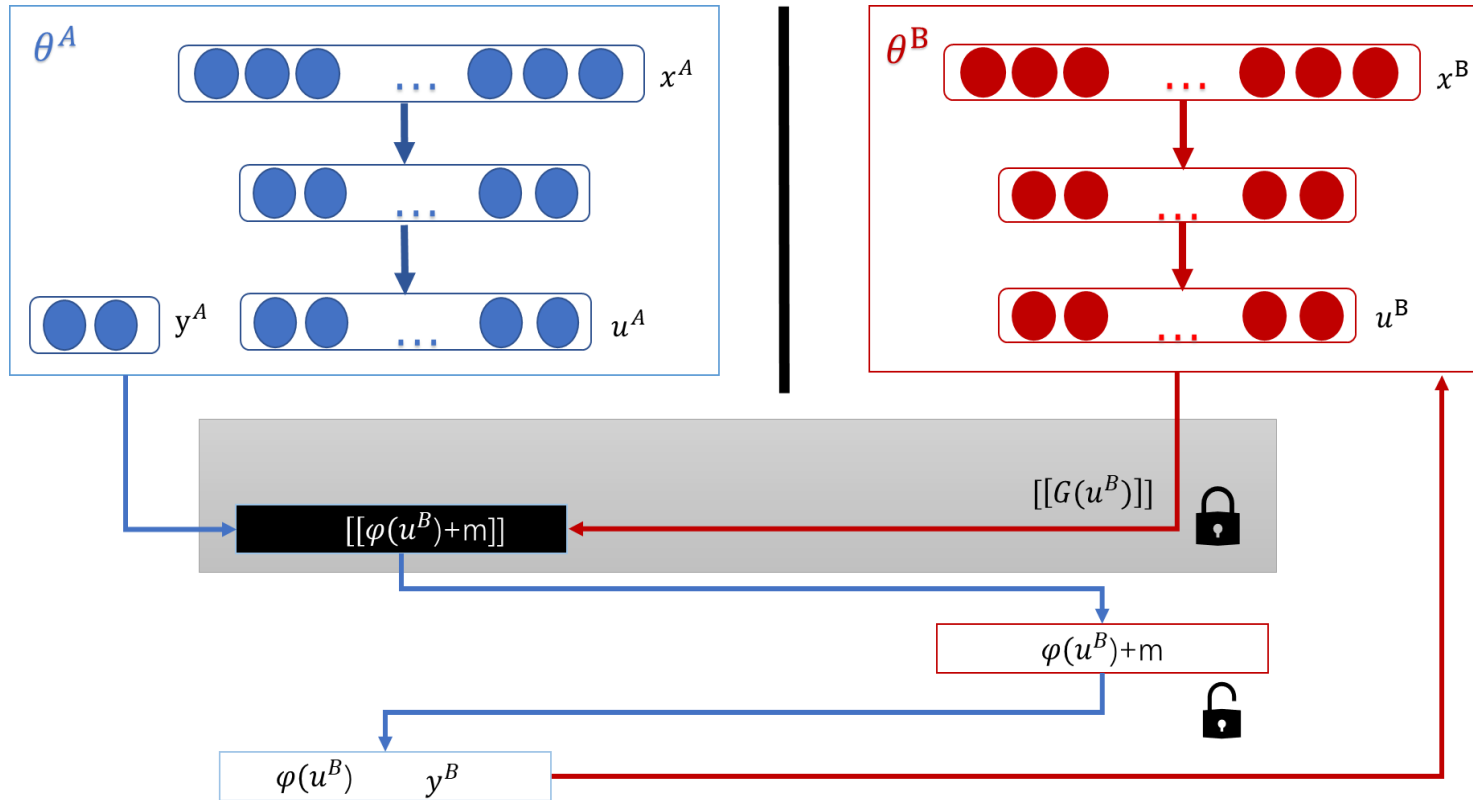 θ^A
x^A
y^A
u^A
θ^B
x^B
u^B
[[G(u^B)]]
[[φ(u^B)+m]]
φ(u^B)+m
φ(u^B) y^B